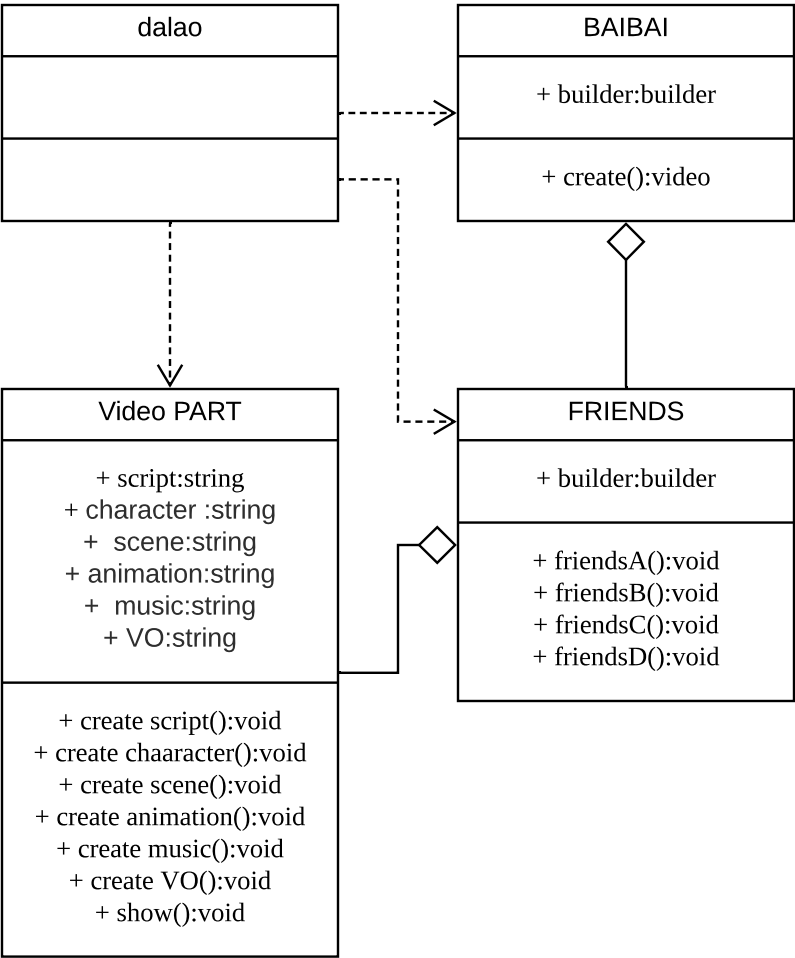 dalao
BAIBAI
+ builder:builder
+ create():video
Video PART
+ script:string
+ character :string
+  scene:string
+ animation:string
+  music:string
+ VO:string
+ create script():void
+ create chaaracter():void
+ create scene():void
+ create animation():void
+ create music():void
+ create VO():void
+ show():void
FRIENDS
+ builder:builder
+ friendsA():void
+ friendsB():void
+ friendsC():void
+ friendsD():void